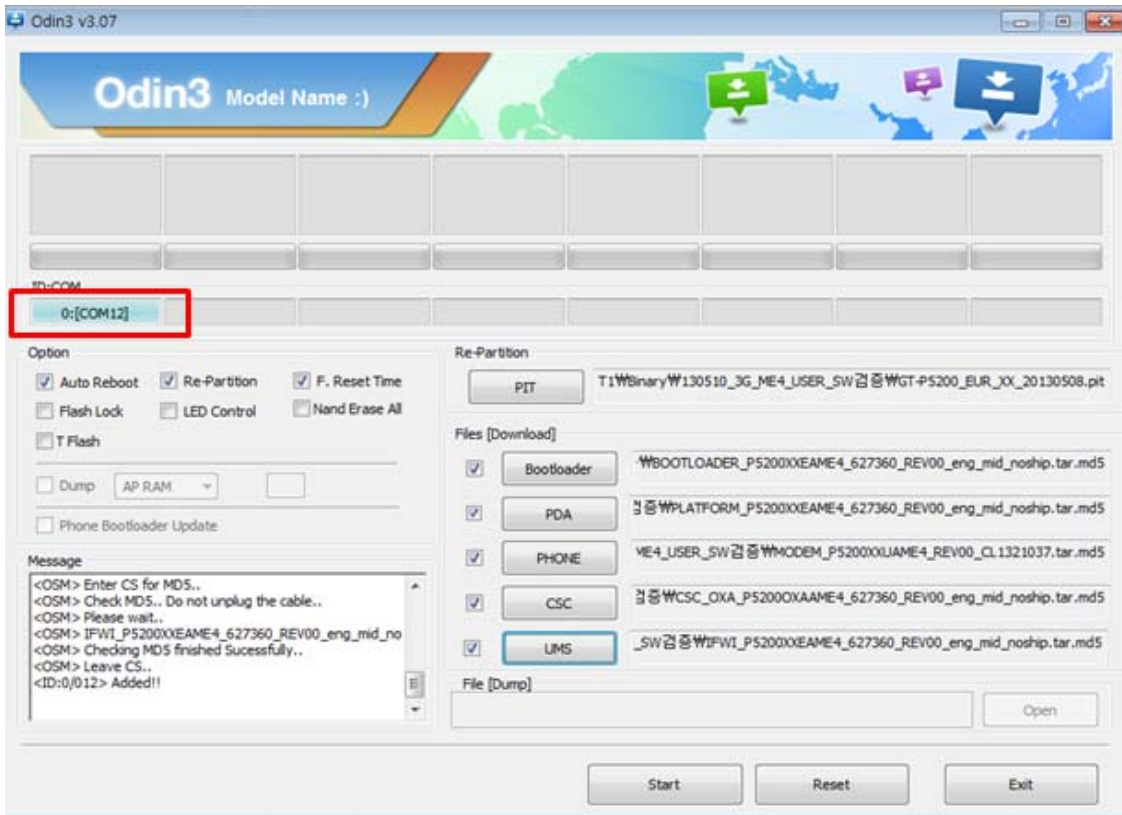 Odin3 v3.07
Odin3 Model Name :)
ID:COM
0:[COM12]
Option
Auto Reboot Re-Partition F. Reset Time
Flash Lock LED Control Nand Erase All
T Flash
Dump AP RAM
Phone Bootloader Update
Message
<OSM> Enter CS for MD5..
<OSM> Check MD5.. Do not unplug the cable..
<OSM> Please wait..
<OSM> IFWI_P5200XXEAME4_627360_REV00_eng_mid_no
<OSM> Checking MD5 finished Sucessfully..
<OSM> Leave CS..
<ID:0/012> Added!!
Re-Partition
PIT T1₩Binary₩130510_3G_ME4_USER_SW검증₩GT-P5200_EUR_XX_20130508.pit
Files [Download]
Bootloader ₩BOOTLOADER_P5200XXEAME4_627360_REV00_eng_mid_noship.tar.md5
PDA 검증₩PLATFORM_P5200XXEAME4_627360_REV00_eng_mid_noship.tar.md5
PHONE ME4_USER_SW검증₩MODEM_P5200XXUAME4_REV00_CL1321037.tar.md5
CSC 검증₩CSC_OXA_P5200OXAAME4_627360_REV00_eng_mid_noship.tar.md5
UMS _SW검증₩IFWI_P5200XXEAME4_627360_REV00_eng_mid_noship.tar.md5
File [Dump]
Open
Start Reset Exit